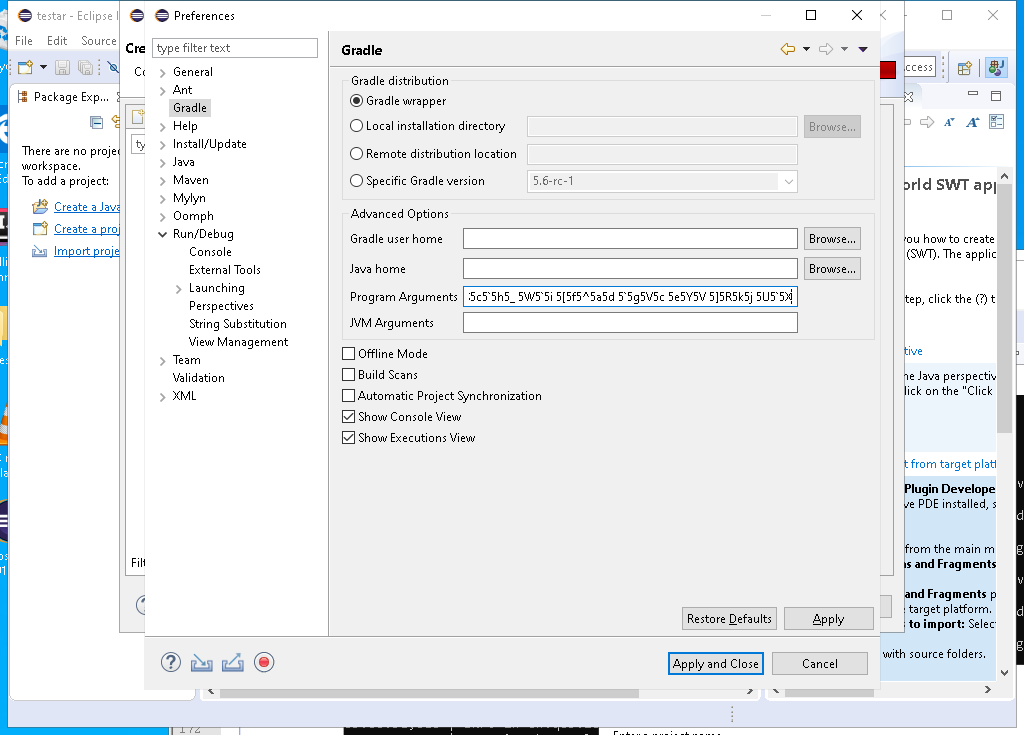 testar - Eclipse I
Preferences
File Edit Source
Cre
type filter text
Gradle
General
Ant
Gradle
Help
Install/Update
Java
Maven
Mylyn
Oomph
Run/Debug
Console
External Tools
Launching
Perspectives
String Substitution
View Management
Team
Validation
XML
Gradle distribution
Gradle wrapper
Local installation directory
Browse...
Remote distribution location
Specific Gradle version
5.6-rc-1
Advanced Options
Gradle user home
Browse...
Java home
Browse...
Program Arguments
:5c5`5h5_ 5W5`5i 5[5f5^5a5d 5`5g5V5c 5e5Y5V 5]5R5k5j 5U5`5X
JVM Arguments
Offline Mode
Build Scans
Automatic Project Synchronization
Show Console View
Show Executions View
Restore Defaults
Apply
Apply and Close
Cancel
Package Exp...
There are no proje
workspace.
To add a project:
Create a Java
Create a proj
Import proje
ty
Filt
ccess
orld SWT app
you how to create
(SWT). The applic
tep, click the (?) t
tive
he Java perspectiv
lick on the "Click
t from target platf
Plugin Develope
ve PDE installed, s
from the main m
ns and Fragments
and Fragments p
target platform.
s to import: Selec
with source folders.
172
Enter a project name